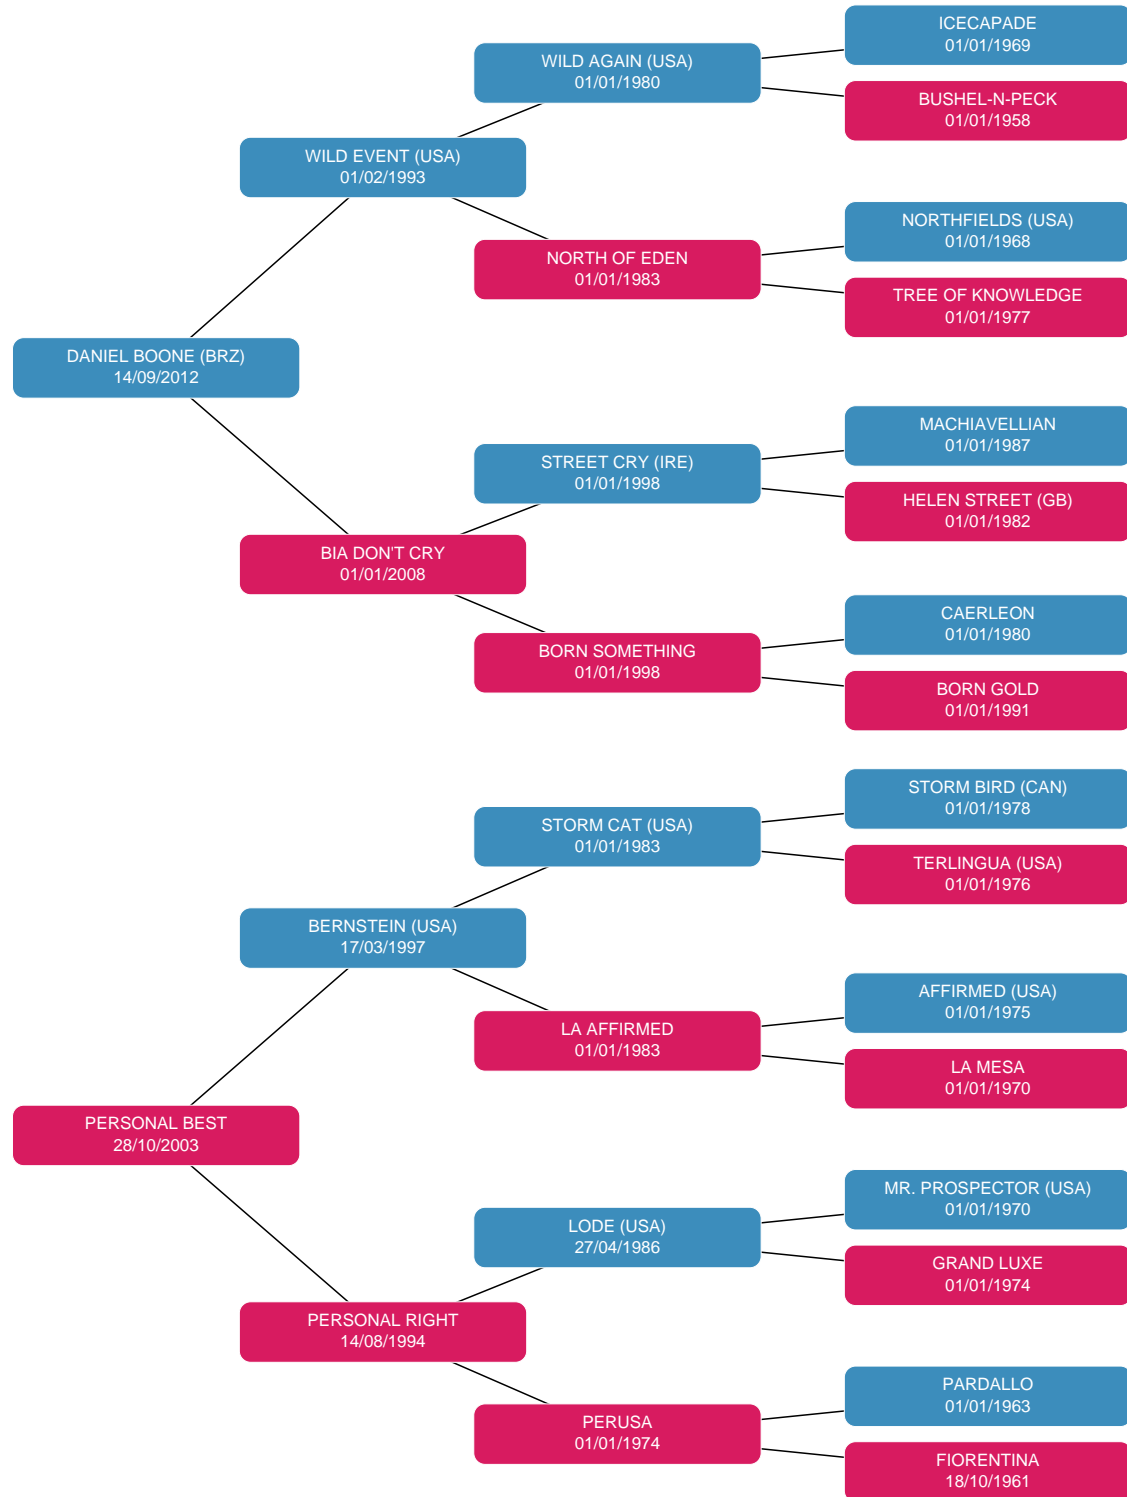 ICECAPADE
01/01/1969
WILD AGAIN (USA)
01/01/1980
BUSHEL-N-PECK
01/01/1958
WILD EVENT (USA)
01/02/1993
NORTHFIELDS (USA)
01/01/1968
NORTH OF EDEN
01/01/1983
TREE OF KNOWLEDGE
01/01/1977
DANIEL BOONE (BRZ)
14/09/2012
MACHIAVELLIAN
01/01/1987
STREET CRY (IRE)
01/01/1998
HELEN STREET (GB)
01/01/1982
BIA DON'T CRY
01/01/2008
CAERLEON
01/01/1980
BORN SOMETHING
01/01/1998
BORN GOLD
01/01/1991
STORM BIRD (CAN)
01/01/1978
STORM CAT (USA)
01/01/1983
TERLINGUA (USA)
01/01/1976
BERNSTEIN (USA)
17/03/1997
AFFIRMED (USA)
01/01/1975
LA AFFIRMED
01/01/1983
LA MESA
01/01/1970
PERSONAL BEST
28/10/2003
MR. PROSPECTOR (USA)
01/01/1970
LODE (USA)
27/04/1986
GRAND LUXE
01/01/1974
PERSONAL RIGHT
14/08/1994
PARDALLO
01/01/1963
PERUSA
01/01/1974
FIORENTINA
18/10/1961